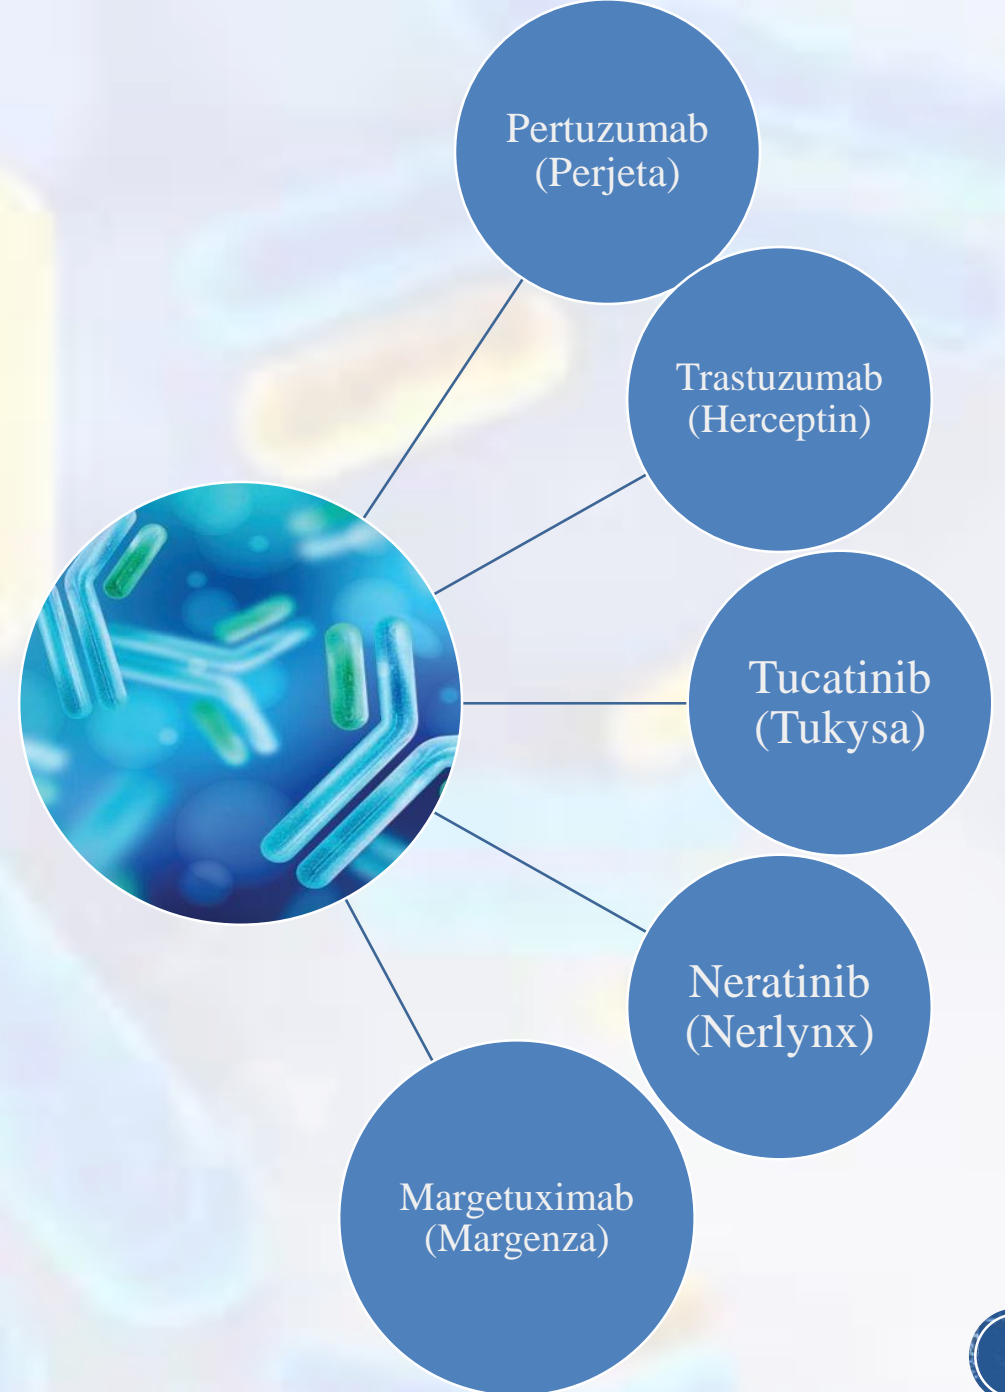 Pertuzumab
(Perjeta)
Trastuzumab
(Herceptin)
Tucatinib
(Tukysa)
Neratinib
(Nerlynx)
Margetuximab
(Margenza)